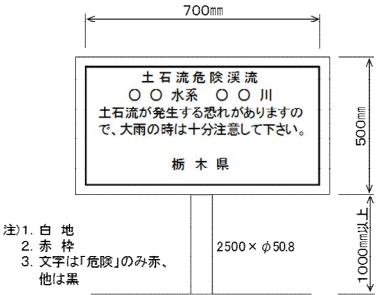 700mm
土石流危険渓流
○○水系 ○○川
土石流が発生する恐れがありますの
で、大雨の時は十分注意して下さい。
栃木県
500mm
1000mm以上
2500×φ50.8
注)1. 白地
2. 赤枠
3. 文字は「危険」のみ赤、
他は黒